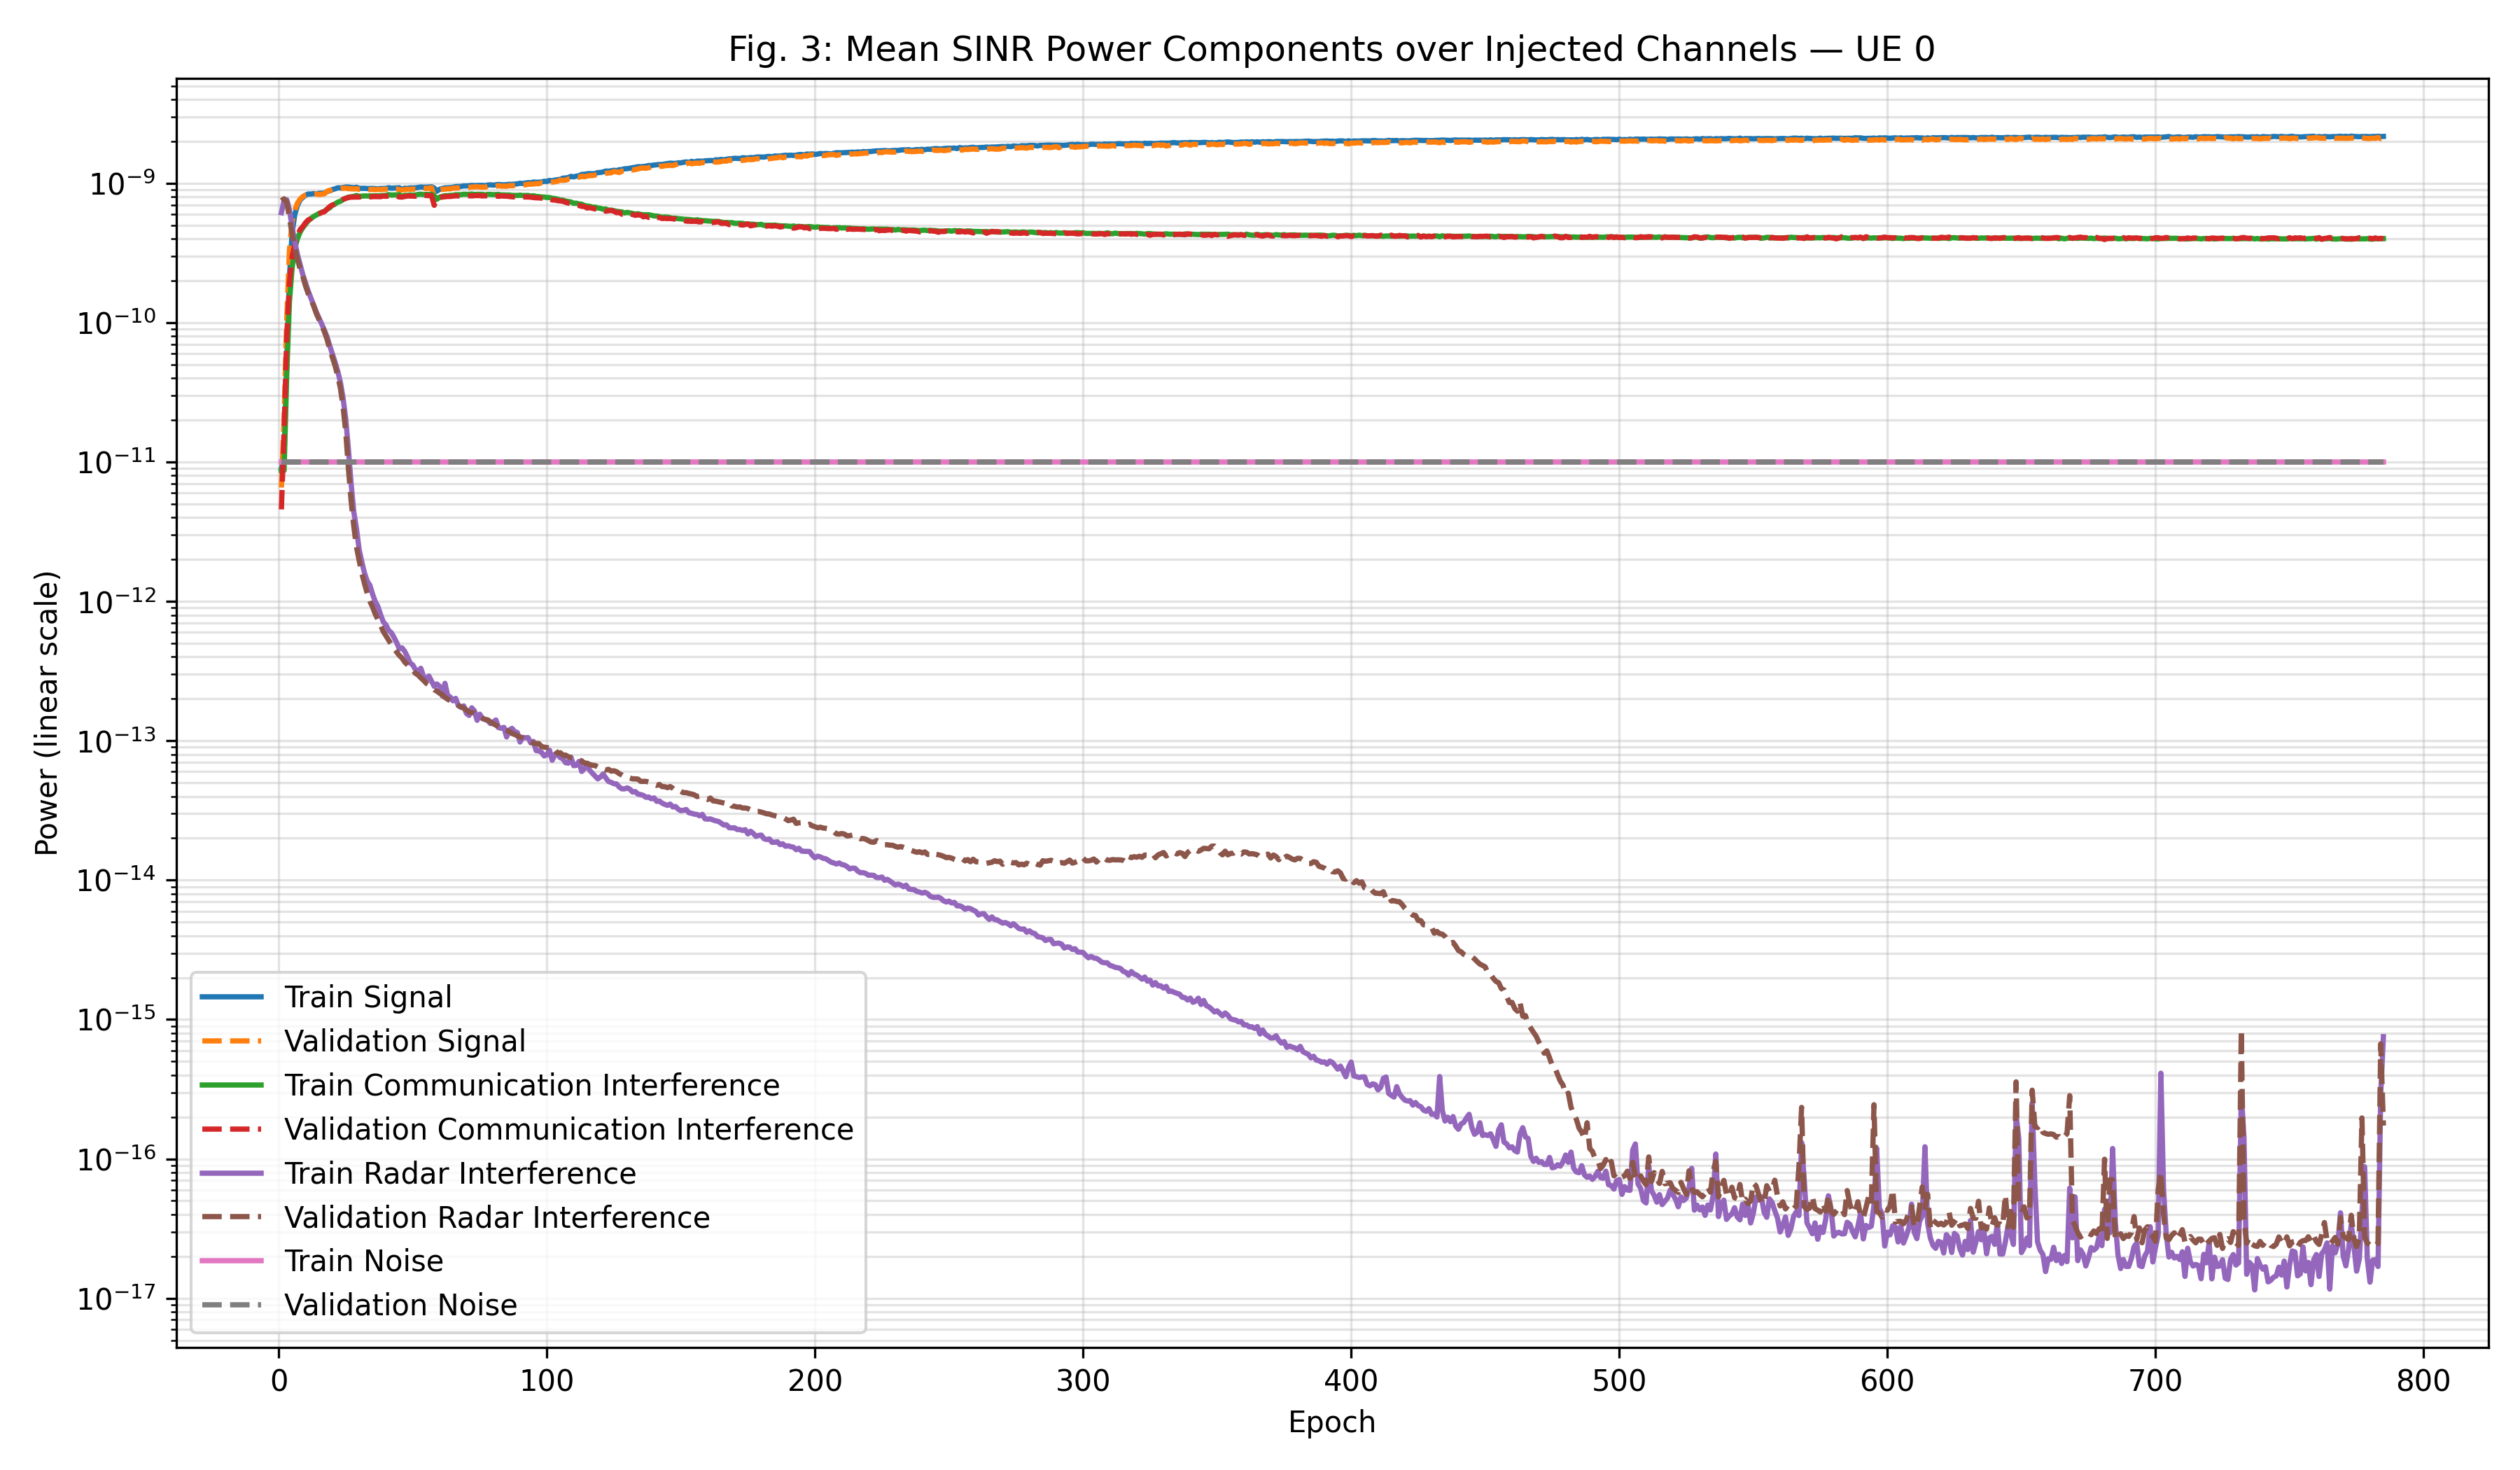 Fig. 3: Mean SINR Power Components over Injected Channels — UE 0
Power (linear scale)
10⁻⁹
10⁻¹⁰
10⁻¹¹
10⁻¹²
10⁻¹³
10⁻¹⁴
10⁻¹⁵
10⁻¹⁶
10⁻¹⁷
Train Signal
Validation Signal
Train Communication Interference
Validation Communication Interference
Train Radar Interference
Validation Radar Interference
Train Noise
Validation Noise
0 100 200 300 400 500 600 700 800
Epoch